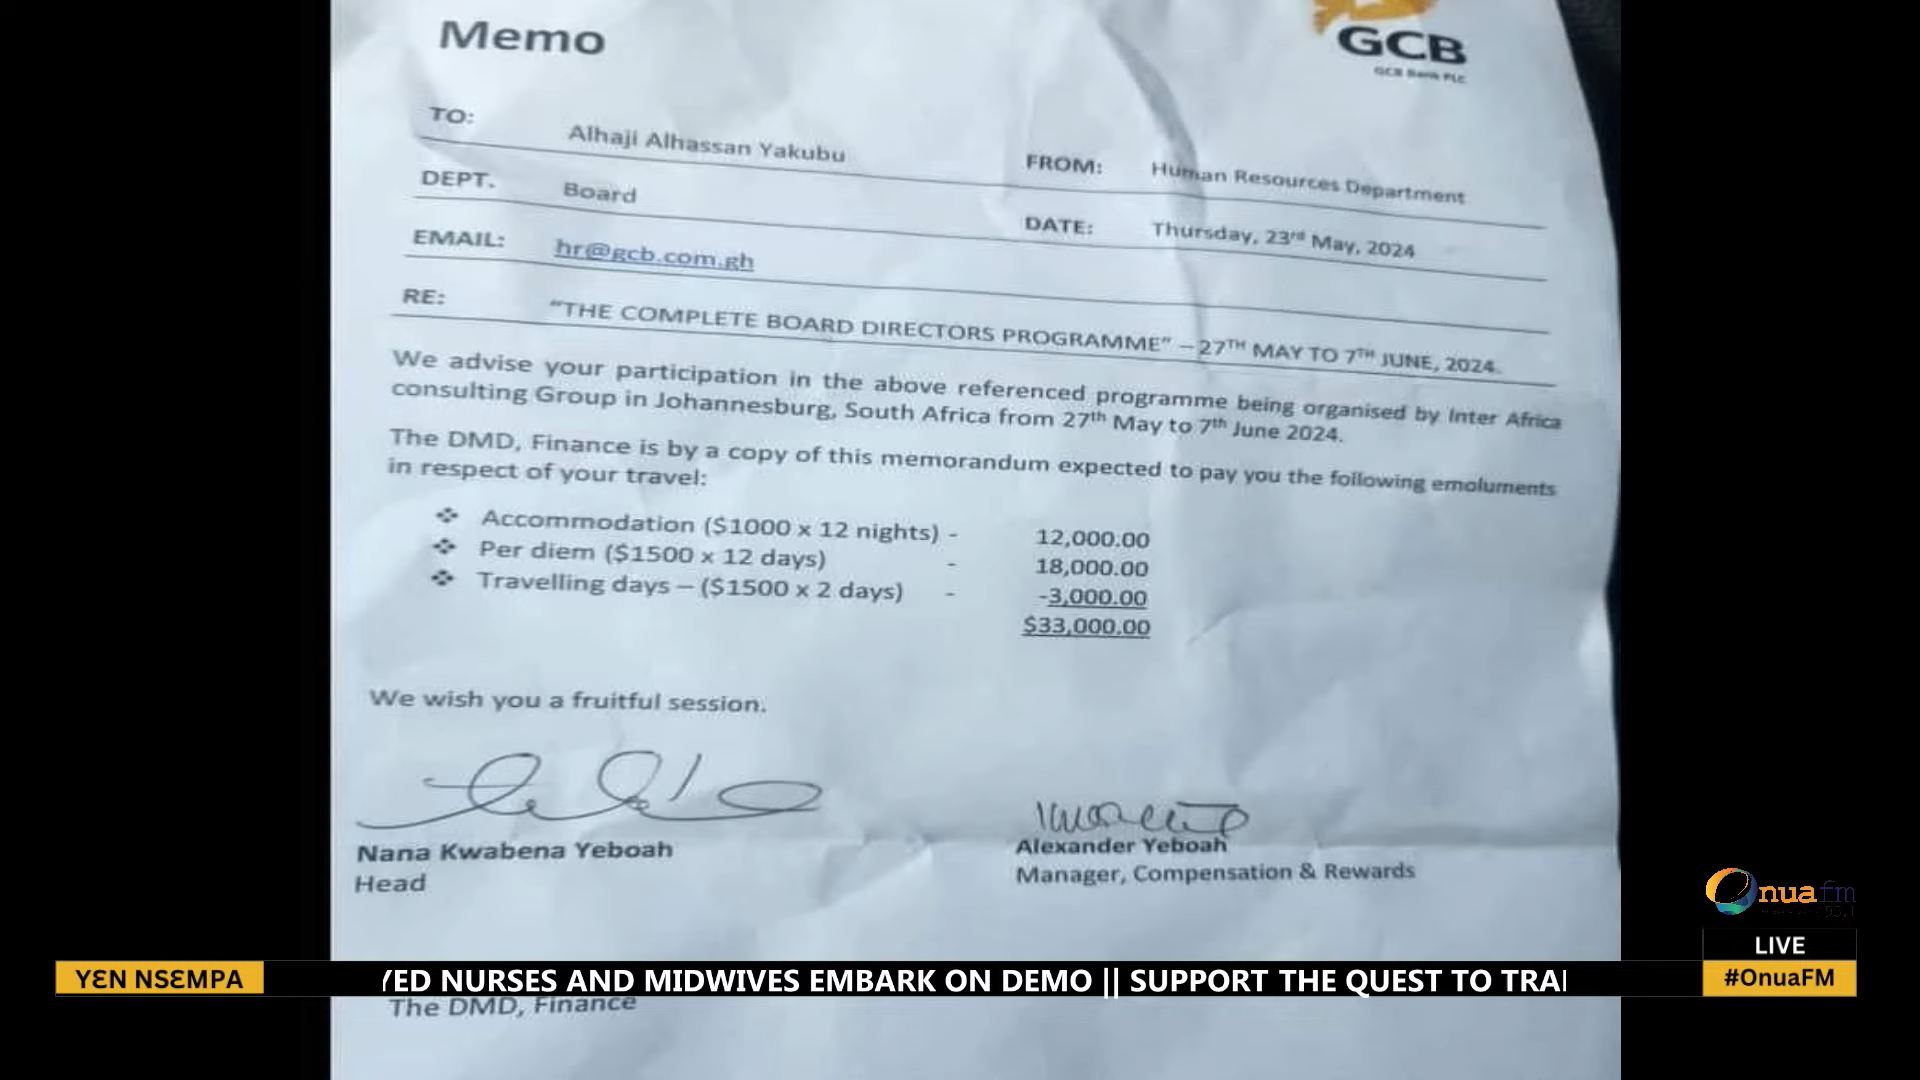 Memo
GCB
GCB Bank PLC
TO: Alhaji Alhassan Yakubu FROM: Human Resources Department
DEPT. Board DATE: Thursday, 23rd May, 2024
EMAIL: hr@gcb.com.gh
RE: “THE COMPLETE BOARD DIRECTORS PROGRAMME” – 27TH MAY TO 7TH JUNE, 2024.
We advise your participation in the above referenced programme being organised by Inter Africa
consulting Group in Johannesburg, South Africa from 27th May to 7th June 2024.
The DMD, Finance is by a copy of this memorandum expected to pay you the following emoluments
in respect of your travel:
❖ Accommodation ($1000 x 12 nights) - 12,000.00
❖ Per diem ($1500 x 12 days) - 18,000.00
❖ Travelling days – ($1500 x 2 days) - -3,000.00
$33,000.00
We wish you a fruitful session.
Nana Kwabena Yeboah
Head
Alexander Yeboah
Manager, Compensation & Rewards
Onua fm
LIVE
#OnuaFM
YƐN NSƐMPA
YED NURSES AND MIDWIVES EMBARK ON DEMO || SUPPORT THE QUEST TO TRA
The DMD, Finance